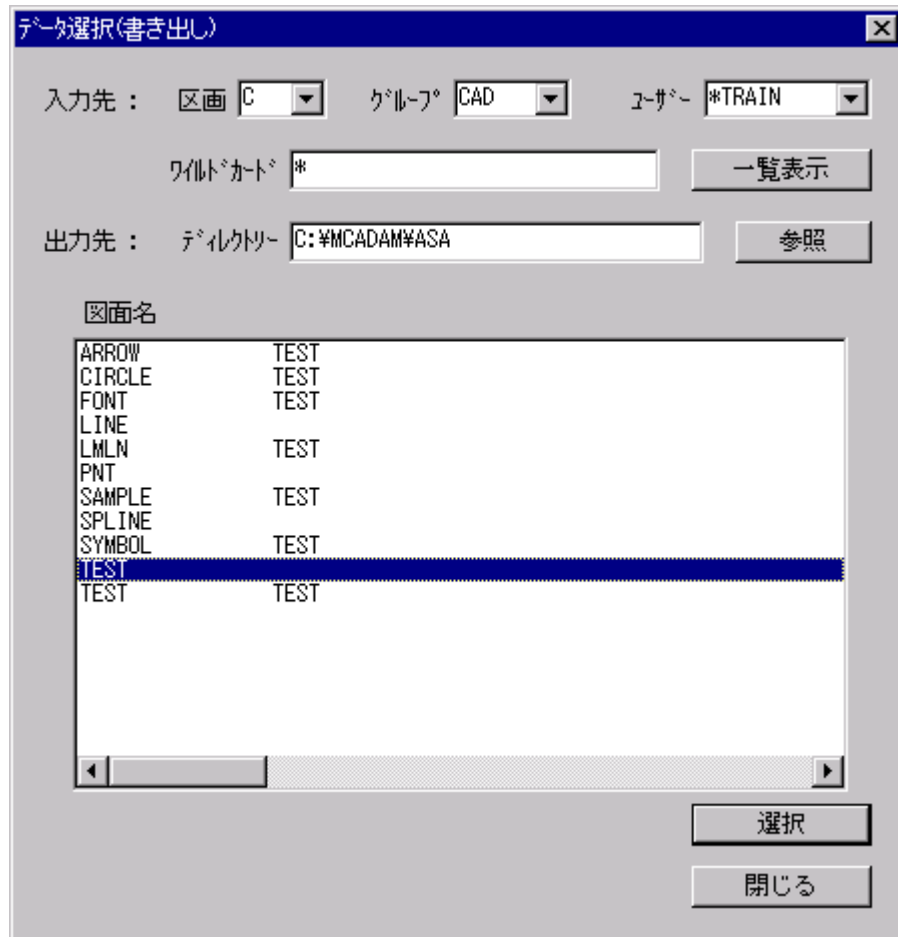 ﾃﾞｰﾀ選択(書き出し)
入力先： 区画 C ｸﾞﾙｰﾌﾟ CAD ﾕｰｻﾞｰ *TRAIN
ﾜｲﾙﾄﾞｶｰﾄﾞ * 一覧表示
出力先： ﾃﾞｨﾚｸﾄﾘｰ C:¥MCADAM¥ASA 参照
図面名
ARROW TEST
CIRCLE TEST
FONT TEST
LINE
LMLN TEST
PNT
SAMPLE TEST
SPLINE
SYMBOL TEST
TEST
TEST TEST
選択
閉じる